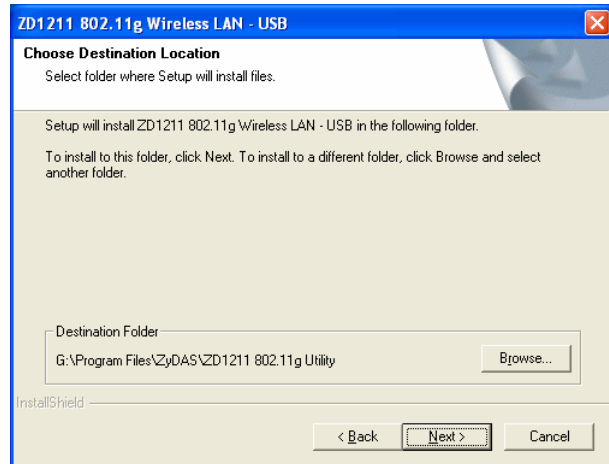 ZD1211 802.11g Wireless LAN - USB
Choose Destination Location
Select folder where Setup will install files.
Setup will install ZD1211 802.11g Wireless LAN - USB in the following folder.
To install to this folder, click Next. To install to a different folder, click Browse and select
another folder.
Destination Folder
G:\Program Files\ZyDAS\ZD1211 802.11g Utility
Browse...
InstallShield
< Back
Next >
Cancel